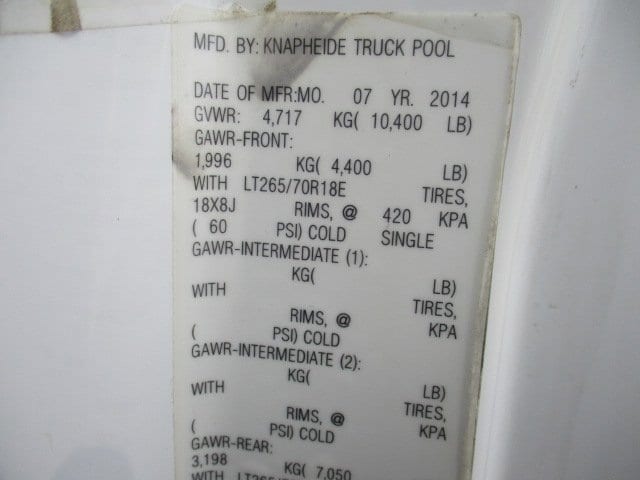 MFD. BY: KNAPHEIDE TRUCK POOL
DATE OF MFR:MO. 07 YR. 2014
GVWR: 4,717 KG( 10,400 LB)
GAWR-FRONT:
1,996 KG( 4,400 LB)
WITH LT265/70R18E TIRES,
18X8J RIMS, @ 420 KPA
( 60 PSI) COLD SINGLE
GAWR-INTERMEDIATE (1):
KG( LB)
WITH TIRES,
RIMS, @ KPA
( PSI) COLD
GAWR-INTERMEDIATE (2):
KG( LB)
WITH TIRES,
RIMS, @ KPA
( PSI) COLD
GAWR-REAR:
3,198 KG( 7,050
WITH